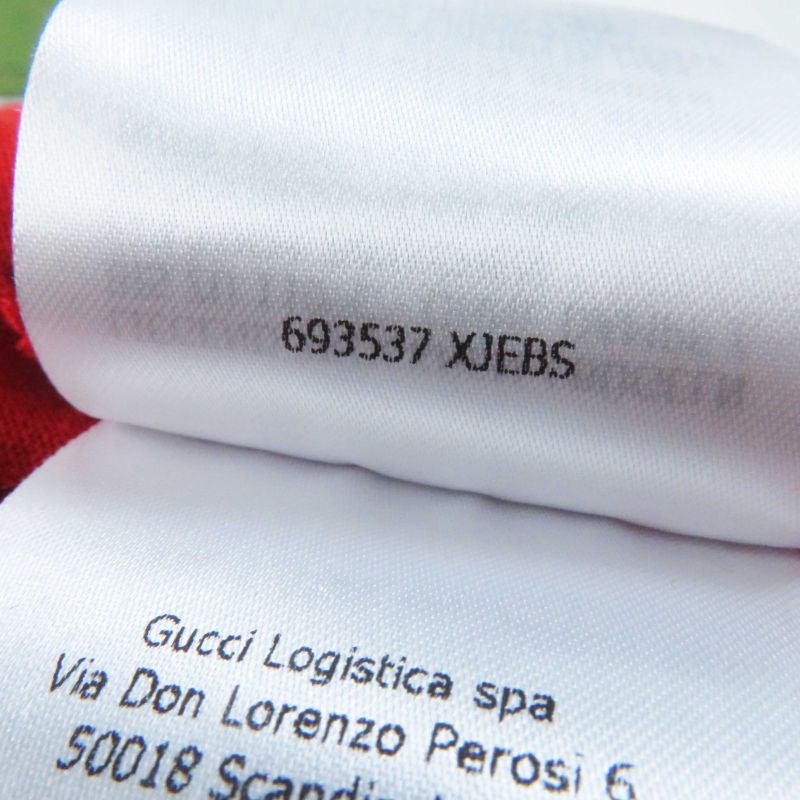 693537 XJEBS
Gucci Logistica spa
Via Don Lorenzo Perosi 6
50018